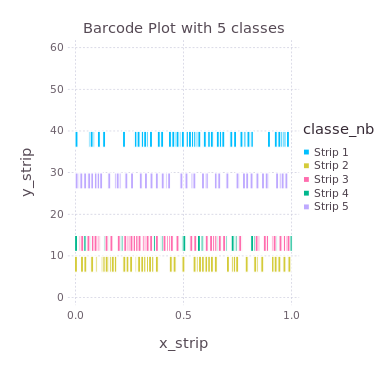 Barcode Plot with 5 classes
60
50
40
30
20
10
0
y_strip
0.0
0.5
1.0
x_strip
classe_nb
Strip 1
Strip 2
Strip 3
Strip 4
Strip 5